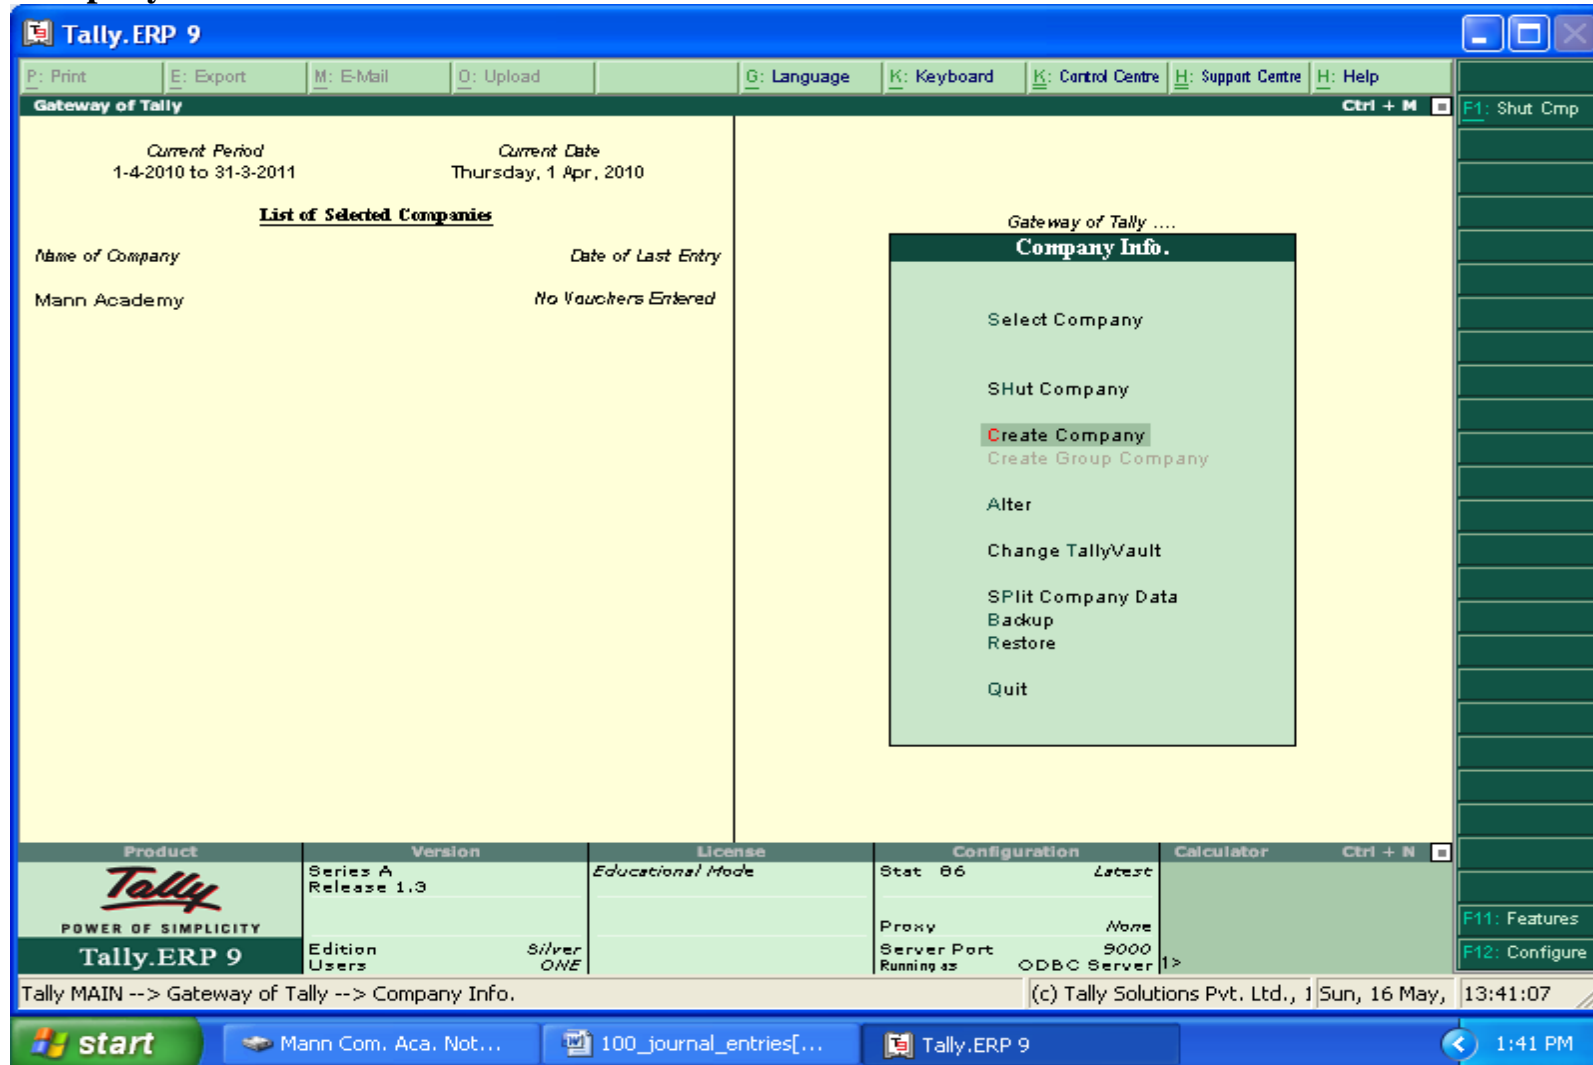 Tally.ERP 9
P: Print E: Export M: E-Mail O: Upload G: Language K: Keyboard K: Control Centre H: Support Centre H: Help
Gateway of Tally Ctrl + M
F1: Shut Cmp
Current Period Current Date
1-4-2010 to 31-3-2011 Thursday, 1 Apr, 2010
List of Selected Companies
Name of Company Date of Last Entry
Mann Academy No Vouchers Entered
Gateway of Tally ....
Company Info.
Select Company
SHut Company
Create Company
Create Group Company
Alter
Change TallyVault
SPlit Company Data
Backup
Restore
Quit
Product Version License Configuration Calculator Ctrl + N
Tally
POWER OF SIMPLICITY
Tally.ERP 9
Series A
Release 1.3
Edition Silver
Users ONE
Educational Mode
Stat 86 Latest
Proxy None
Server Port 9000
Running as ODBC Server
1>
F11: Features
F12: Configure
Tally MAIN --> Gateway of Tally --> Company Info. (c) Tally Solutions Pvt. Ltd., 1 Sun, 16 May, 13:41:07
start Mann Com. Aca. Not... 100_journal_entries[... Tally.ERP 9 1:41 PM